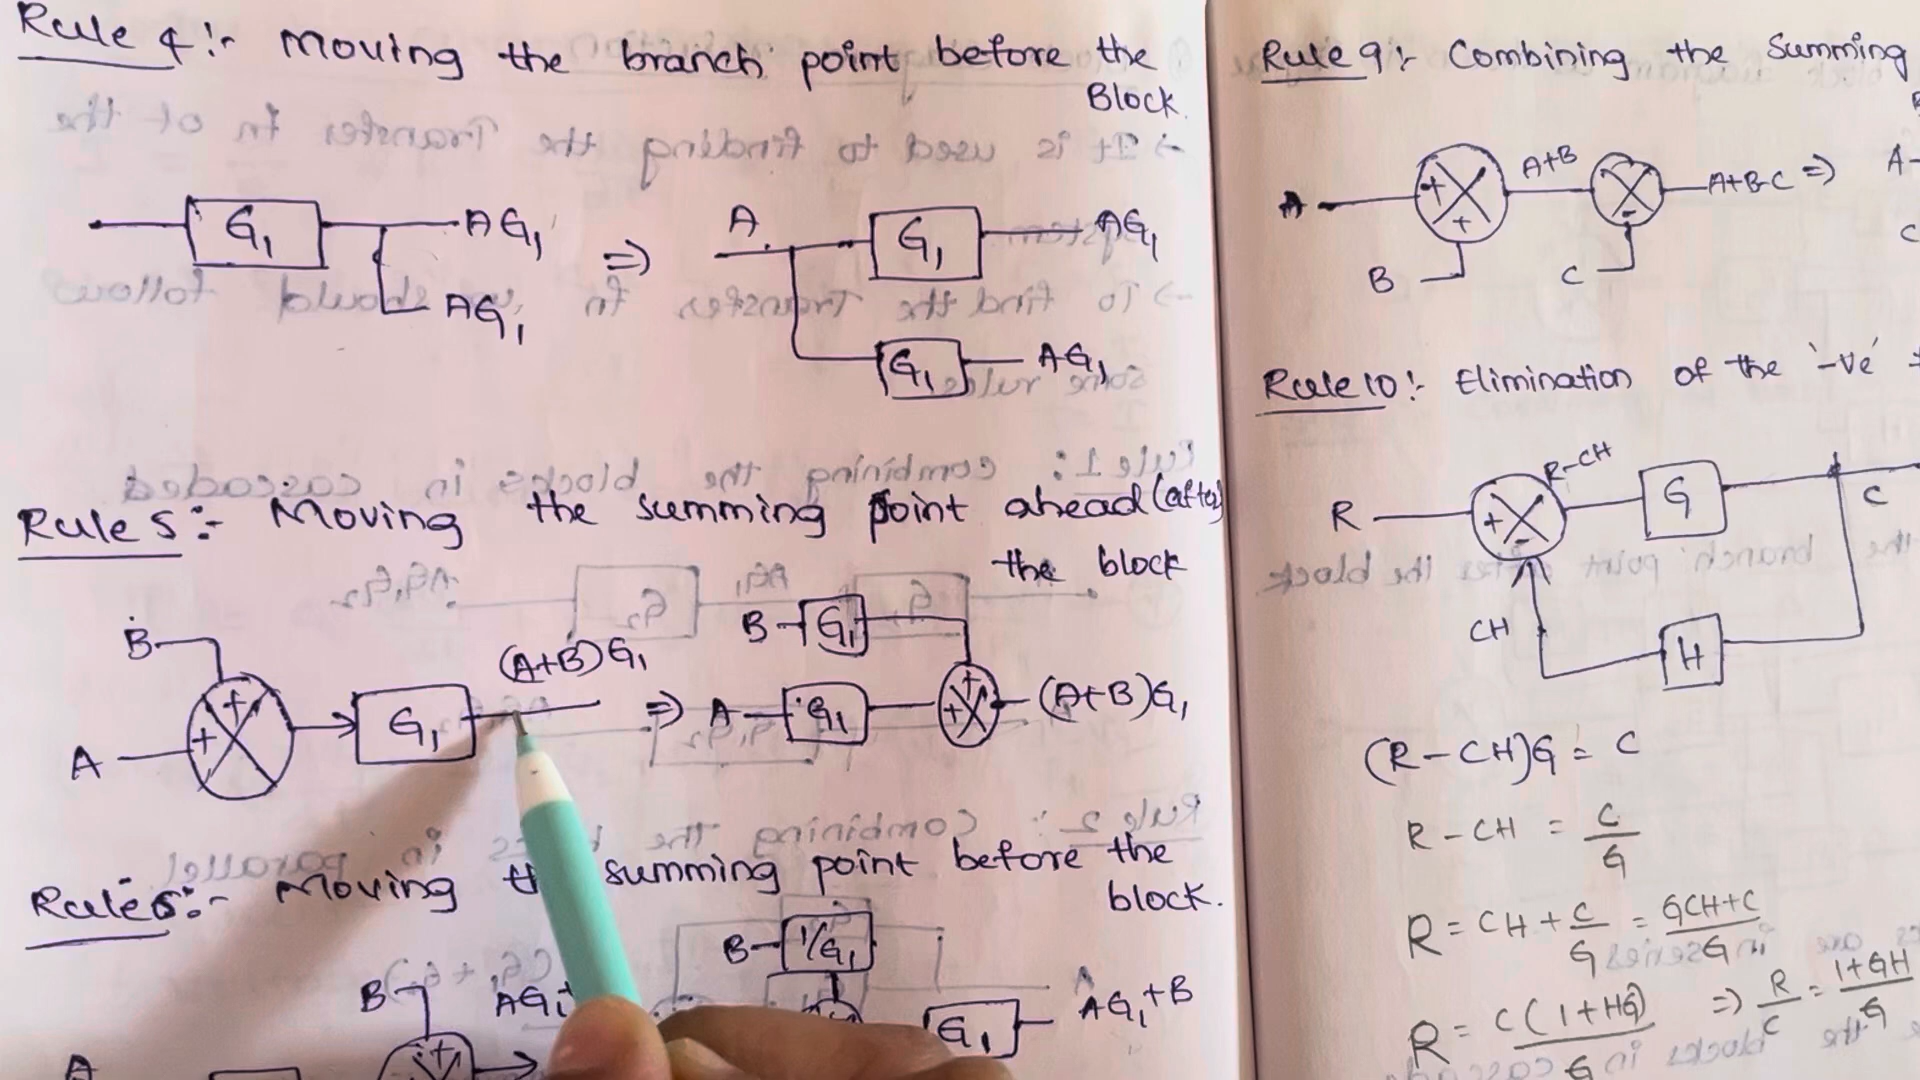 Rule 4:- Moving the branch point before the
Block.
G₁
AG₁
AG₁
⇒
A
G₁
AG₁
G₁
AG₁
Rule 5:- Moving the summing point ahead (after)
the block
B
A
+
+
G₁
(A+B)G₁
⇒
B
G₁
A
G₁
+
+
(A+B)G₁
Rule 6:- Moving summing point before the
block.
B
AG₁
+
A
B
1/G₁
G₁
AG₁+B
Rule 9:- Combining the Summing
A
+
+
B
A+B
-
C
A+B-C ⇒
A
C
Rule 10:- Elimination of the '-ve'
R
+
-
R-CH
G
C
CH
H
(R-CH)G = C
R-CH = C/G
R = CH + C/G = GCH+C/G
R = C(1+HG)/G ⇒ R/C = 1+GH/G